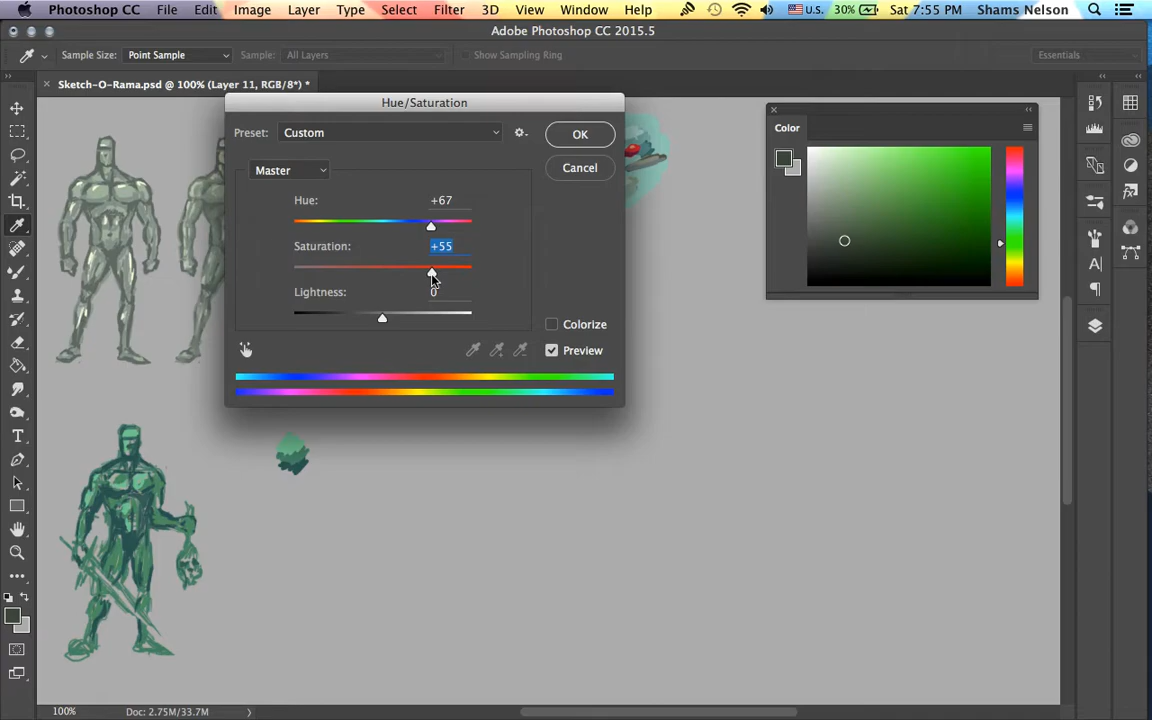 Photoshop CC File Edit Image Layer Type Select Filter 3D View Window Help U.S. 30% Sat 7:55 PM Shams Nelson
Adobe Photoshop CC 2015.5
Sample Size: Point Sample Sample: All Layers Show Sampling Ring Essentials
Sketch-O-Rama.psd @ 100% (Layer 11, RGB/8*) *
Hue/Saturation
Preset: Custom OK
Cancel
Master
Hue: +67
Saturation: +55
Lightness: 0
Colorize
Preview
Color
100% Doc: 2.75M/33.7M